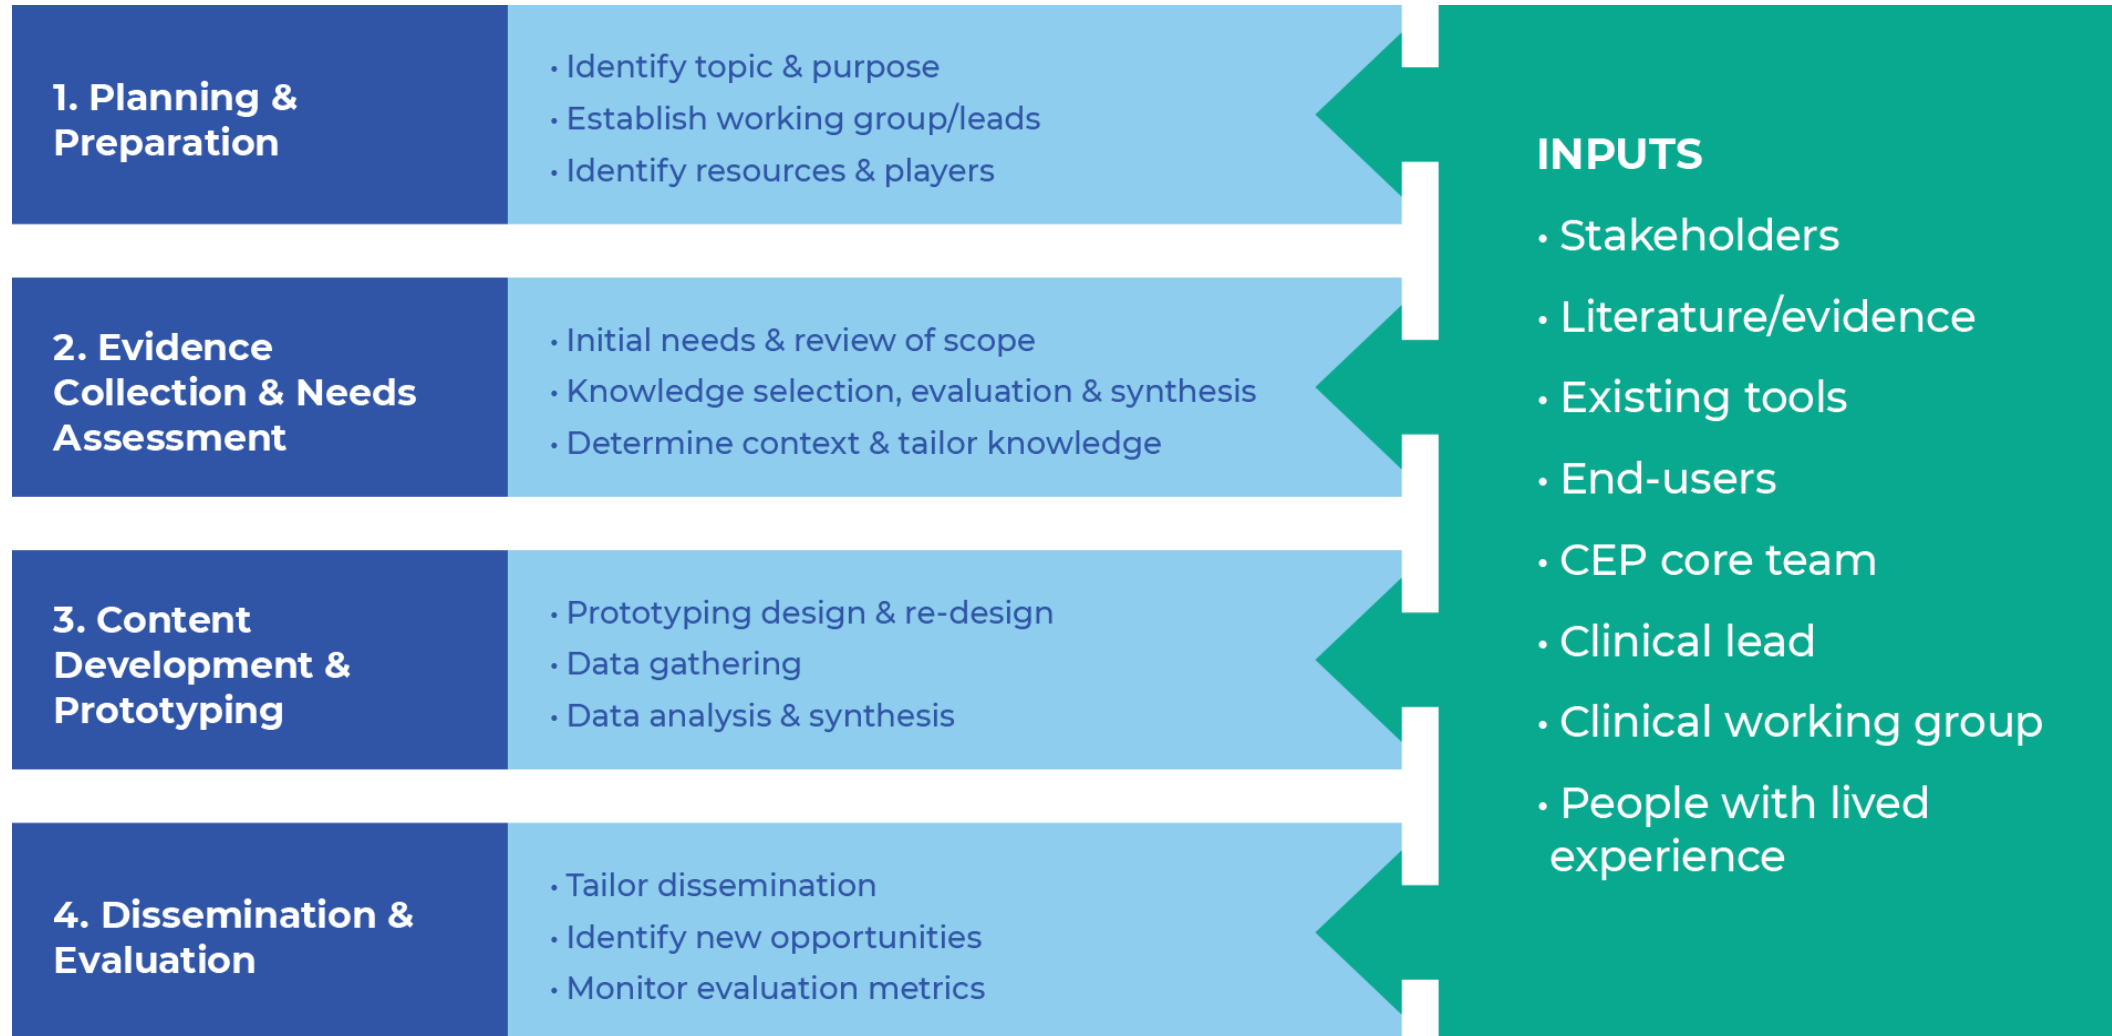 1. Planning &
Preparation
• Identify topic & purpose
• Establish working group/leads
• Identify resources & players
2. Evidence
Collection & Needs
Assessment
• Initial needs & review of scope
• Knowledge selection, evaluation & synthesis
• Determine context & tailor knowledge
3. Content
Development &
Prototyping
• Prototyping design & re-design
• Data gathering
• Data analysis & synthesis
4. Dissemination &
Evaluation
• Tailor dissemination
• Identify new opportunities
• Monitor evaluation metrics
INPUTS
• Stakeholders
• Literature/evidence
• Existing tools
• End-users
• CEP core team
• Clinical lead
• Clinical working group
• People with lived
experience